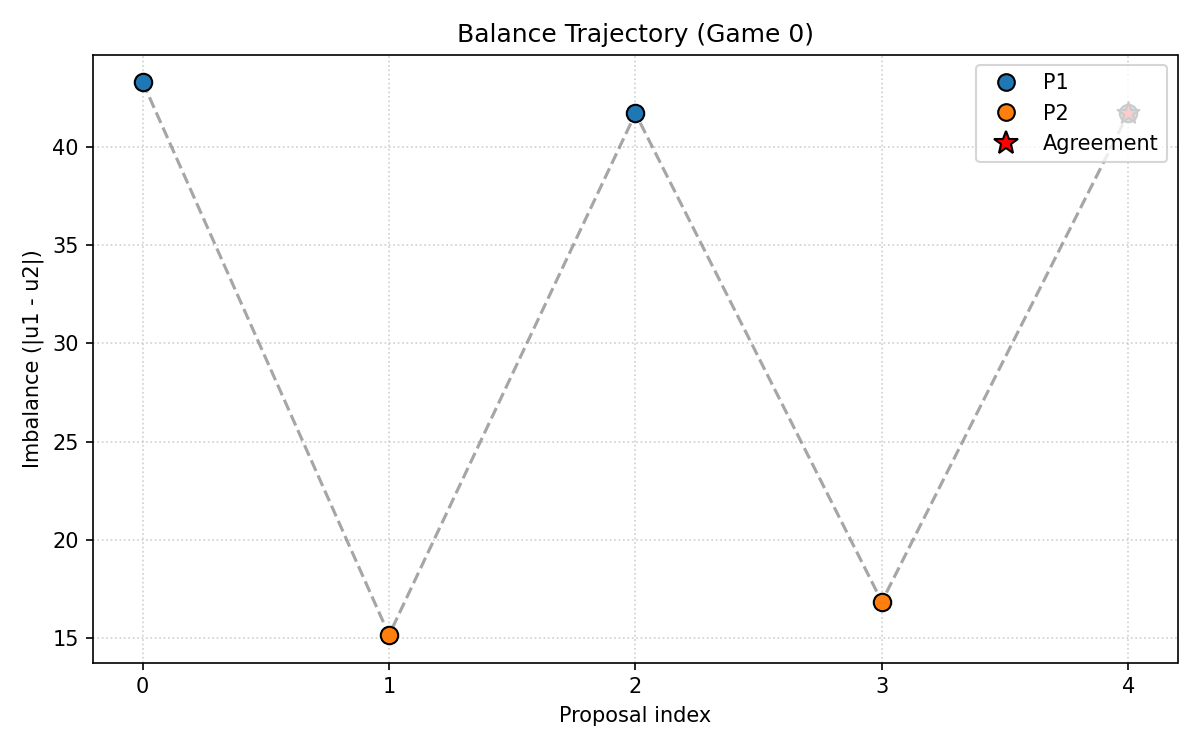 Balance Trajectory (Game 0)
P1
P2
Agreement
Imbalance (|u1 - u2|)
40
35
30
25
20
15
0 1 2 3 4
Proposal index